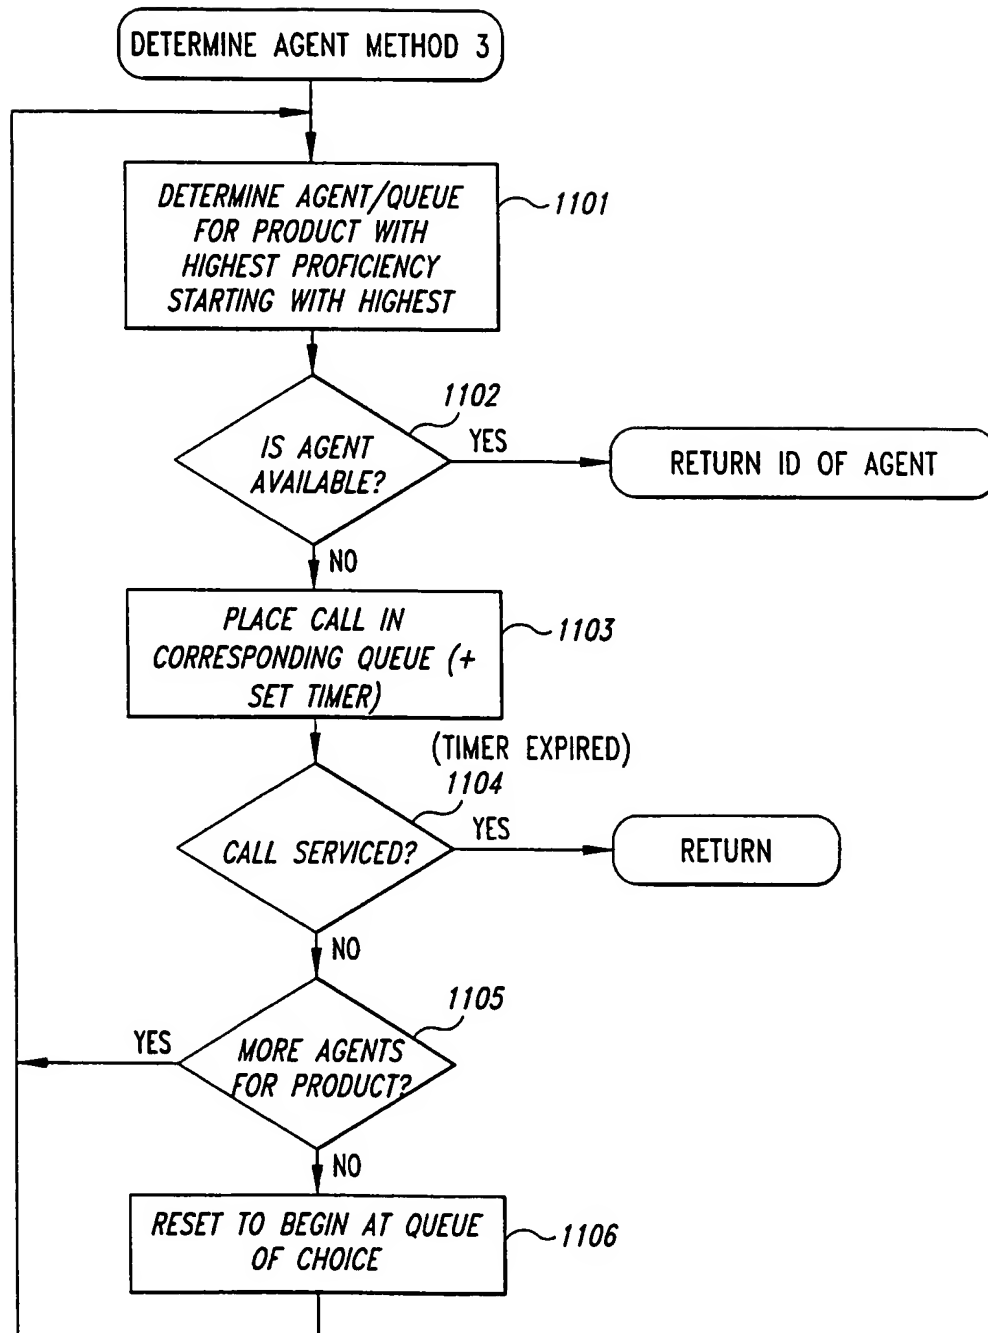 DETERMINE AGENT METHOD 3
DETERMINE AGENT/QUEUE
FOR PRODUCT WITH
HIGHEST PROFICIENCY
STARTING WITH HIGHEST
1101
1102
IS AGENT
AVAILABLE?
YES
RETURN ID OF AGENT
NO
PLACE CALL IN
CORRESPONDING QUEUE (+
SET TIMER)
1103
(TIMER EXPIRED)
1104
CALL SERVICED?
YES
RETURN
NO
1105
MORE AGENTS
FOR PRODUCT?
YES
NO
RESET TO BEGIN AT QUEUE
OF CHOICE
1106